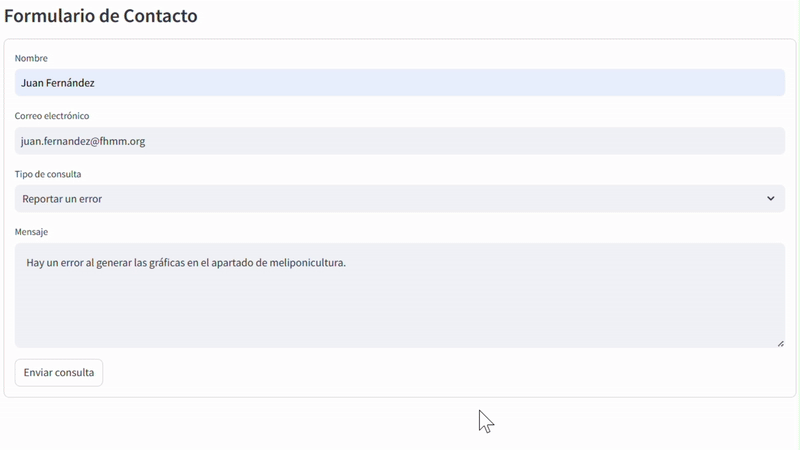 Formulario de Contacto
Nombre
Juan Fernández
Correo electrónico
juan.fernandez@fhmm.org
Tipo de consulta
Reportar un error
Mensaje
Hay un error al generar las gráficas en el apartado de meliponicultura.
Enviar consulta